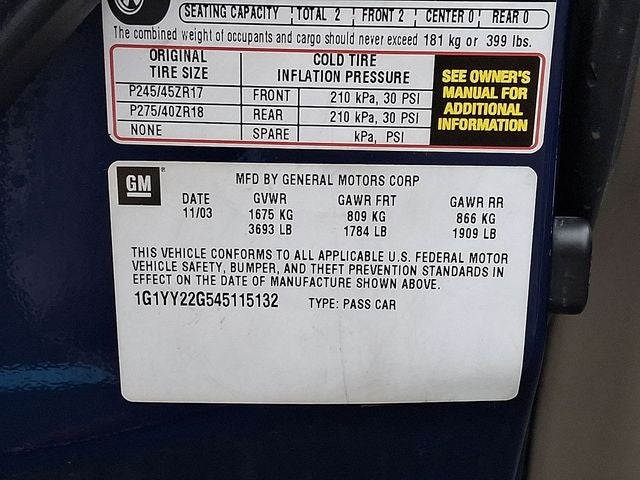 SEATING CAPACITY TOTAL 2 FRONT 2 CENTER 0 REAR 0
The combined weight of occupants and cargo should never exceed 181 kg or 399 lbs.
ORIGINAL TIRE SIZE
COLD TIRE INFLATION PRESSURE
P245/45ZR17 FRONT 210 kPa, 30 PSI
P275/40ZR18 REAR 210 kPa, 30 PSI
NONE SPARE kPa, PSI
SEE OWNER'S
MANUAL FOR
ADDITIONAL
INFORMATION
GM
MFD BY GENERAL MOTORS CORP
DATE GVWR GAWR FRT GAWR RR
11/03 1675 KG 809 KG 866 KG
3693 LB 1784 LB 1909 LB
THIS VEHICLE CONFORMS TO ALL APPLICABLE U.S. FEDERAL MOTOR
VEHICLE SAFETY, BUMPER, AND THEFT PREVENTION STANDARDS IN
EFFECT ON THE DATE OF MANUFACTURE SHOWN ABOVE.
1G1YY22G545115132 TYPE: PASS CAR